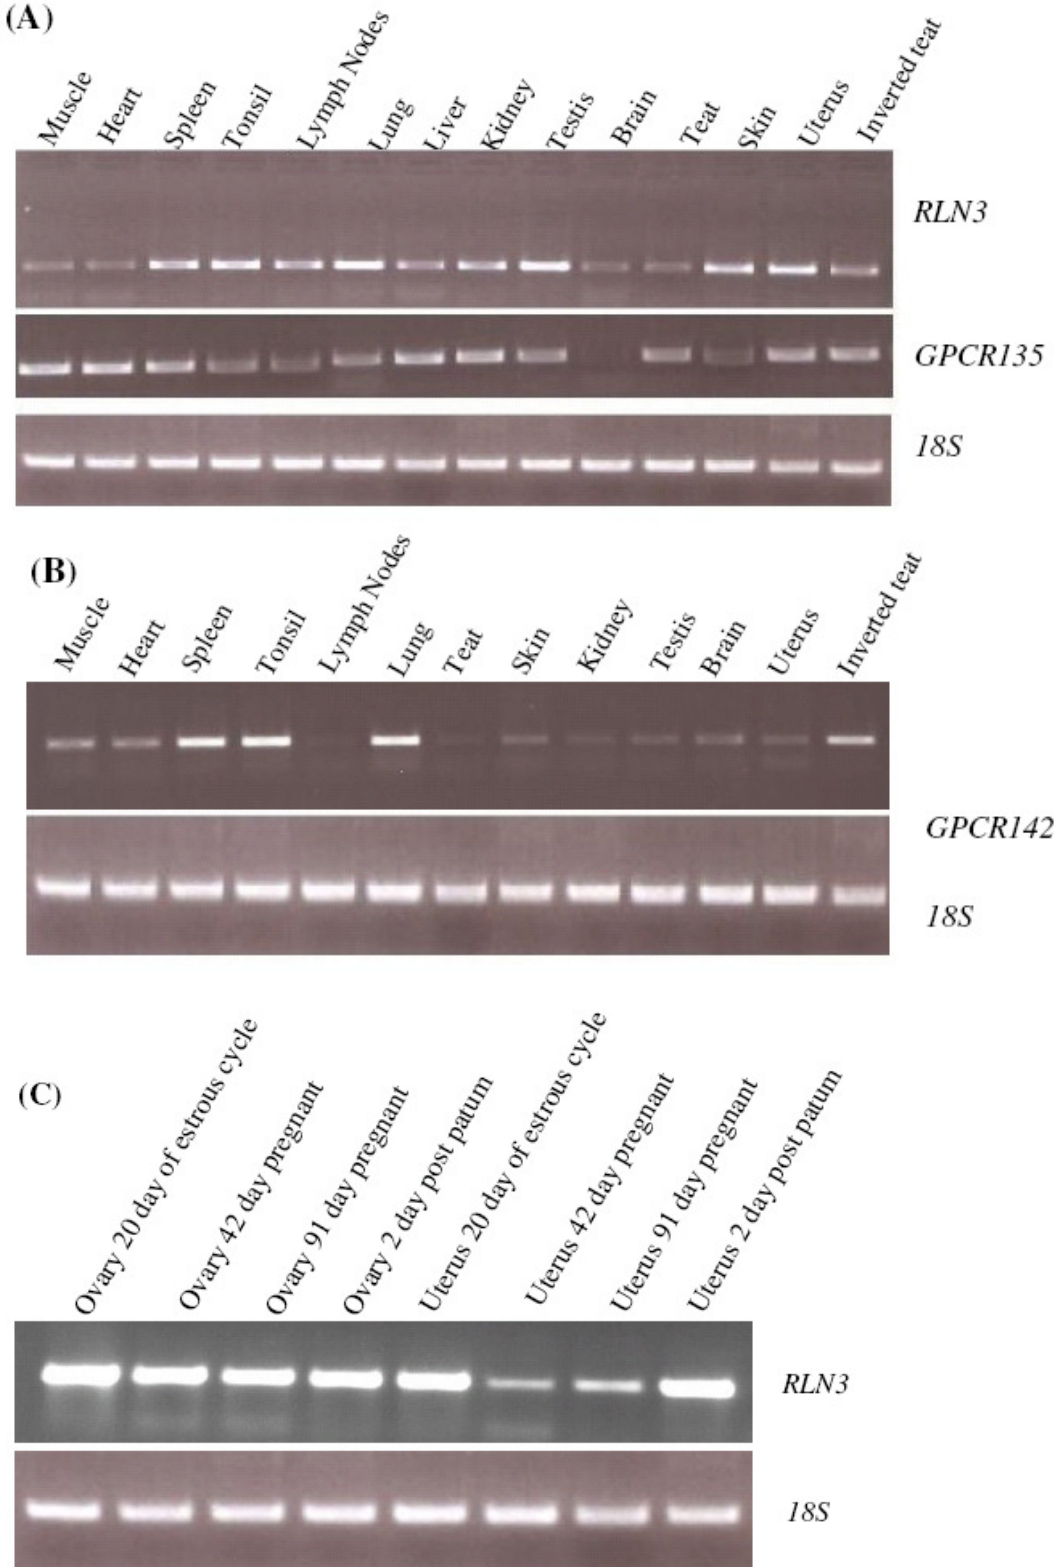 (A)
Muscle
Heart
Spleen
Tonsil
Lymph Nodes
Lung
Liver
Kidney
Testis
Brain
Teat
Skin
Uterus
Inverted teat
RLN3
GPCR135
18S
(B)
Muscle
Heart
Spleen
Tonsil
Lymph Nodes
Lung
Teat
Skin
Kidney
Testis
Brain
Uterus
Inverted teat
GPCR142
18S
(C)
Ovary 20 day of estrous cycle
Ovary 42 day pregnant
Ovary 91 day pregnant
Ovary 2 day post patum
Uterus 20 day of estrous cycle
Uterus 42 day pregnant
Uterus 91 day pregnant
Uterus 2 day post patum
RLN3
18S